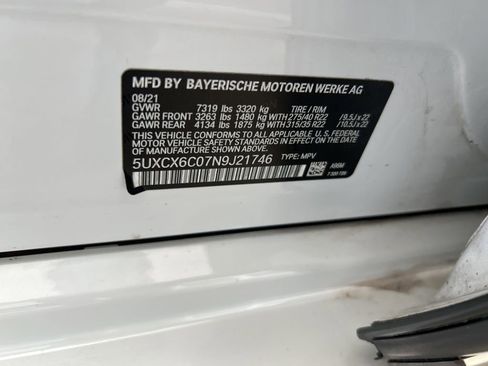 MFD BY BAYERISCHE MOTOREN WERKE AG
08/21
GVWR 7319 lbs 3320 kg TIRE / RIM
GAWR FRONT 3263 lbs 1480 kg WITH 275/40 R22 / 9.5J x 22
GAWR REAR 4134 lbs 1875 kg WITH 315/35 R22 / 10.5J x 22
THIS VEHICLE CONFORMS TO ALL APPLICABLE U.S. FEDERAL
MOTOR VEHICLE SAFETY STANDARDS IN EFFECT
ON THE DATE OF MANUFACTURE SHOWN ABOVE.
5UXCX6C07N9J21746 TYPE: MPV